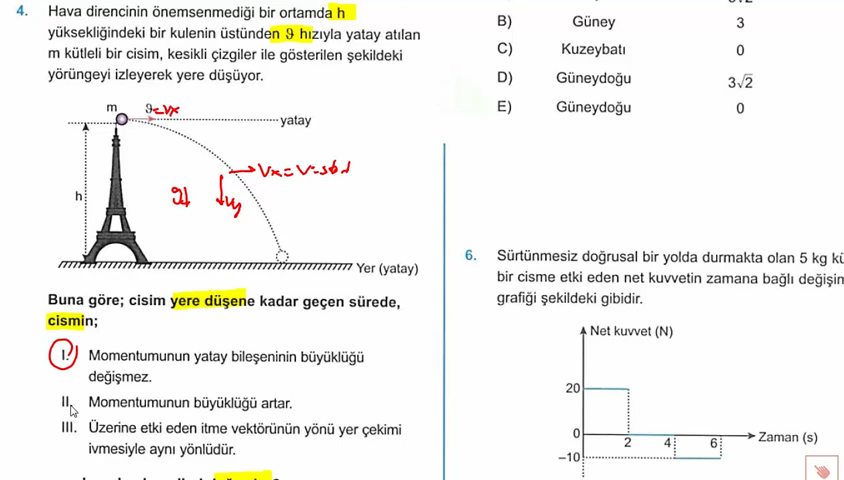 4. Hava direncinin önemsenmediği bir ortamda h
yüksekliğindeki bir kulenin üstünden ϑ hızıyla yatay atılan
m kütleli bir cisim, kesikli çizgiler ile gösterilen şekildeki
yörüngeyi izleyerek yere düşüyor.
m
ϑ=Vx
yatay
Vx=V=sbt
h
Yer (yatay)
Buna göre; cisim yere düşene kadar geçen sürede,
cismin;
I. Momentumunun yatay bileşeninin büyüklüğü
değişmez.
II. Momentumunun büyüklüğü artar.
III. Üzerine etki eden itme vektörünün yönü yer çekimi
ivmesiyle aynı yönlüdür.
B) Güney 3
C) Kuzeybatı 0
D) Güneydoğu 3√2
E) Güneydoğu 0
6. Sürtünmesiz doğrusal bir yolda durmakta olan 5 kg kü
bir cisme etki eden net kuvvetin zamana bağlı değişim
grafiği şekildeki gibidir.
Net kuvvet (N)
20
0
2 4 6
Zaman (s)
–10